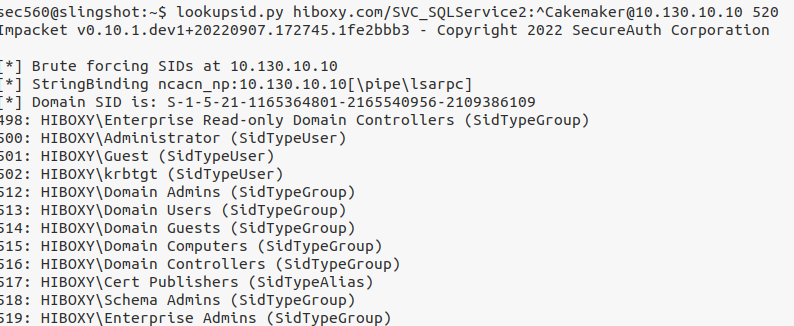 sec560@slingshot:~$ lookupsid.py hiboxy.com/SVC_SQLService2:^Cakemaker@10.130.10.10 520
Impacket v0.10.1.dev1+20220907.172745.1fe2bbb3 - Copyright 2022 SecureAuth Corporation
[*] Brute forcing SIDs at 10.130.10.10
[*] StringBinding ncacn_np:10.130.10.10[\pipe\lsarpc]
[*] Domain SID is: S-1-5-21-1165364801-2165540956-2109386109
498: HIBOXY\Enterprise Read-only Domain Controllers (SidTypeGroup)
500: HIBOXY\Administrator (SidTypeUser)
501: HIBOXY\Guest (SidTypeUser)
502: HIBOXY\krbtgt (SidTypeUser)
512: HIBOXY\Domain Admins (SidTypeGroup)
513: HIBOXY\Domain Users (SidTypeGroup)
514: HIBOXY\Domain Guests (SidTypeGroup)
515: HIBOXY\Domain Computers (SidTypeGroup)
516: HIBOXY\Domain Controllers (SidTypeGroup)
517: HIBOXY\Cert Publishers (SidTypeAlias)
518: HIBOXY\Schema Admins (SidTypeGroup)
519: HIBOXY\Enterprise Admins (SidTypeGroup)